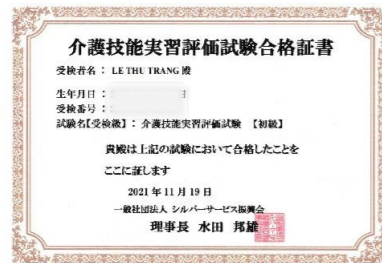 介護技能実習評価試験合格証書
受検者名： LE THU TRANG 殿
生年月日： 日
受検番号：
試験名【受検級】： 介護技能実習評価試験 【初級】
貴殿は上記の試験において合格したことを
ここに証します
2021 年 11 月 19 日
一般社団法人 シルバーサービス振興会
理事長 水田 邦雄